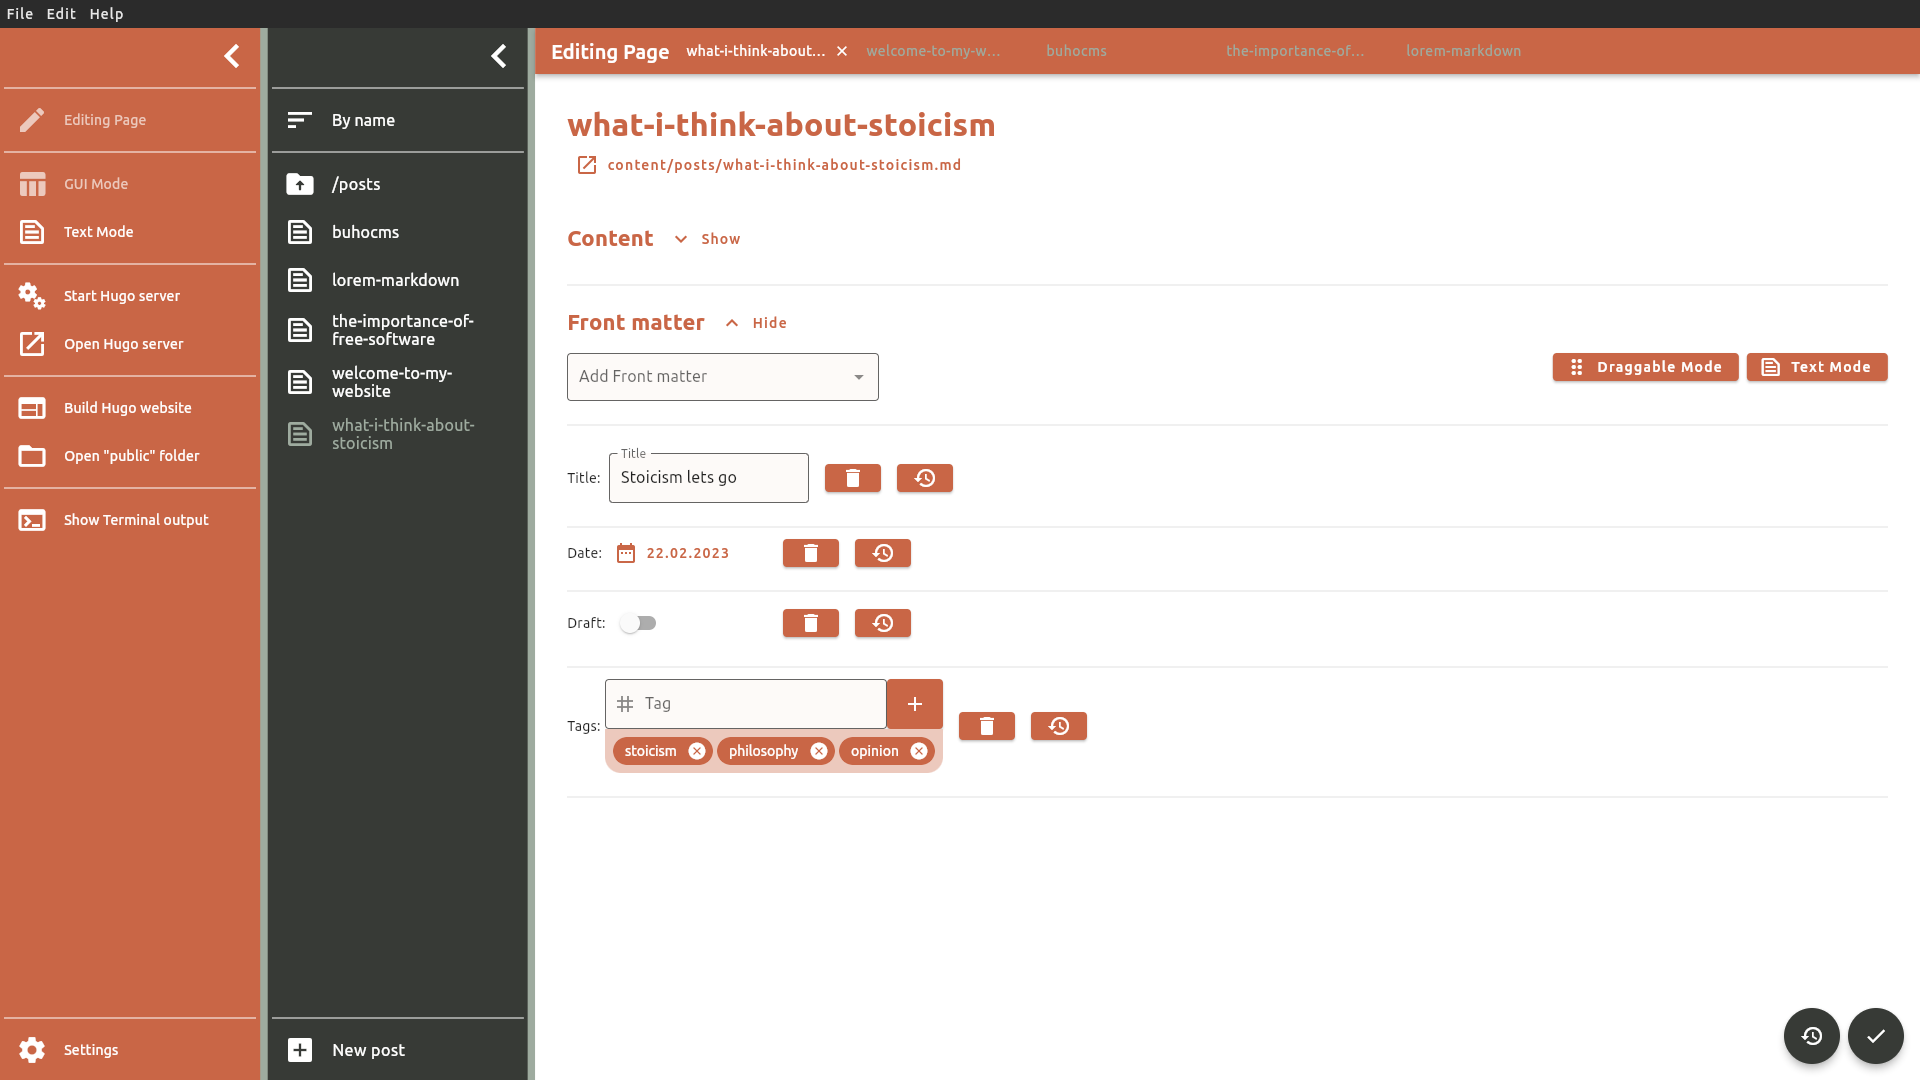 File Edit Help
Editing Page
GUI Mode
Text Mode
Start Hugo server
Open Hugo server
Build Hugo website
Open "public" folder
Show Terminal output
Settings
By name
/posts
buhocms
lorem-markdown
the-importance-of-
free-software
welcome-to-my-
website
what-i-think-about-
stoicism
New post
Editing Page what-i-think-about... welcome-to-my-w... buhocms the-importance-of... lorem-markdown
what-i-think-about-stoicism
content/posts/what-i-think-about-stoicism.md
Content Show
Front matter Hide
Add Front matter Draggable Mode Text Mode
Title
Title: Stoicism lets go
Date: 22.02.2023
Draft:
Tag
Tags:
stoicism philosophy opinion